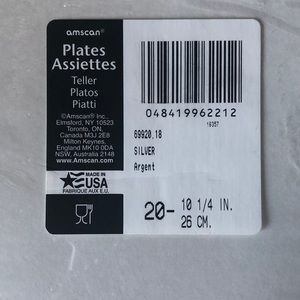 amscan®
Plates
Assiettes
Teller
Platos
Piatti
©Amscan® Inc.,
Elmsford, NY 10523
Toronto, ON,
Canada M3J 2E8
Milton Keynes,
England MK10 0DA
NSW, Australia 2148
www.Amscan.com
MADE IN
USA
FABRIQUÉ AUX E.U.
048419962212
19357
69920.18
SILVER
Argent
20- 10 1/4 IN.
26 CM.